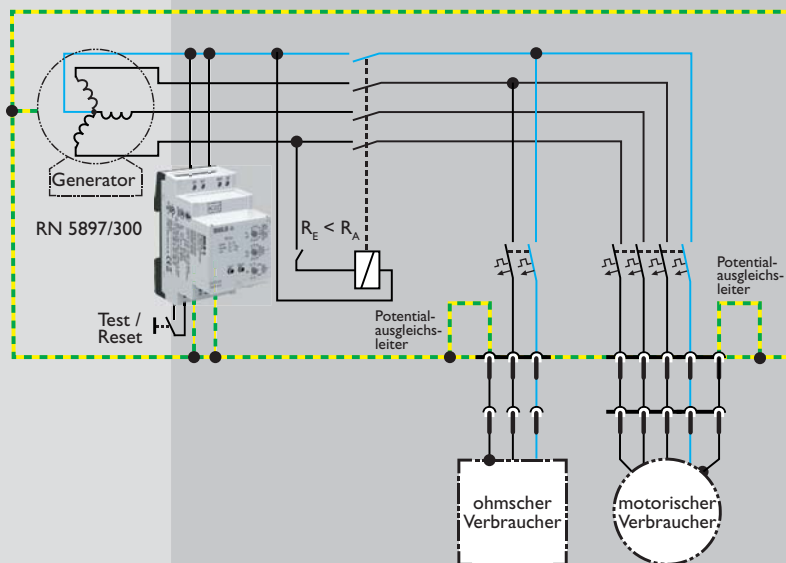 Generator
RN 5897/300
R_E < R_A
Test /
Reset
Potential-
ausgleichs-
leiter
Potential-
ausgleichs-
leiter
ohmscher
Verbraucher
motorischer
Verbraucher